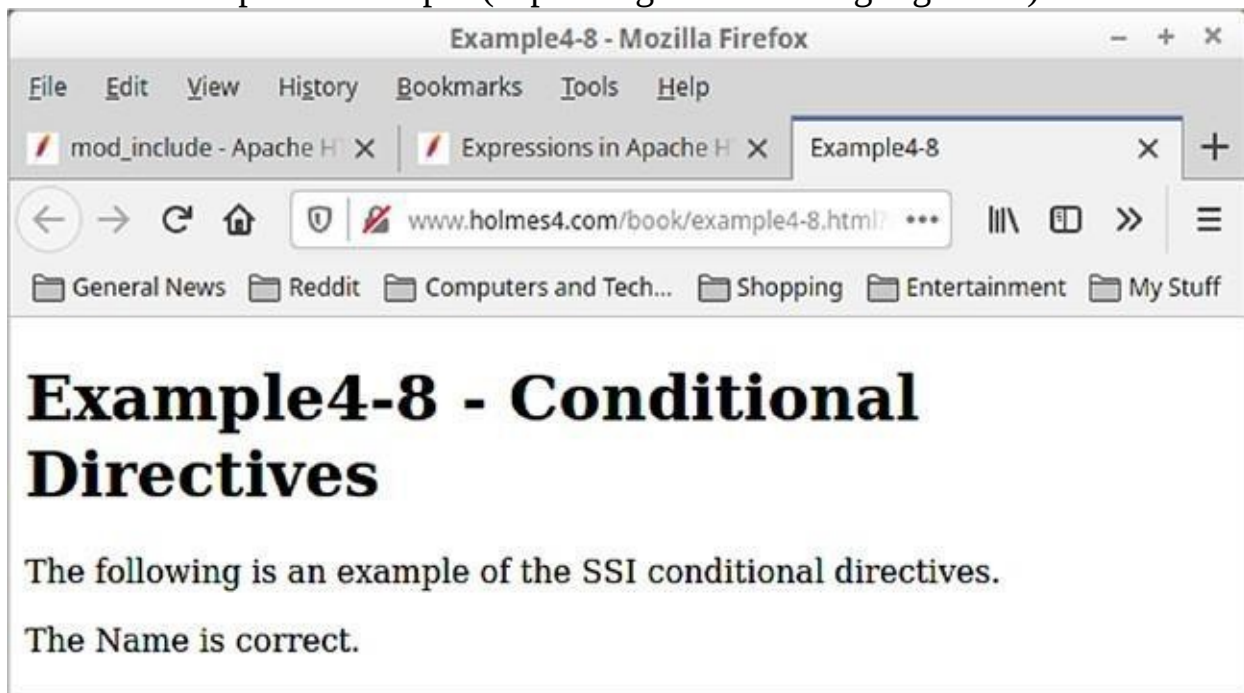 Example4-8 - Mozilla Firefox
File Edit View History Bookmarks Tools Help
mod_include - Apache H Expressions in Apache H Example4-8
www.holmes4.com/book/example4-8.html
General News Reddit Computers and Tech... Shopping Entertainment My Stuff
Example4-8 - Conditional
Directives
The following is an example of the SSI conditional directives.
The Name is correct.